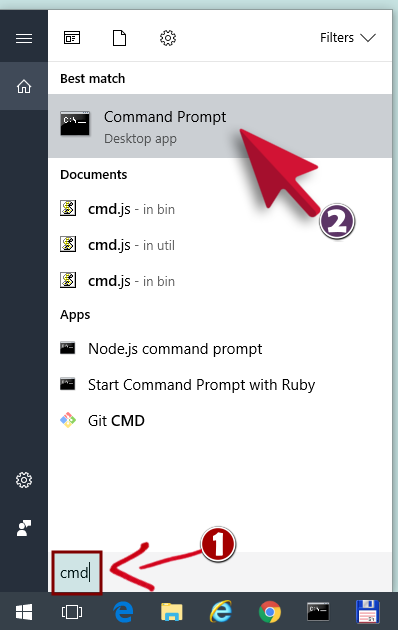 Filters
Best match
Command Prompt
Desktop app
Documents
cmd.js - in bin
cmd.js - in util
cmd.js - in bin
Apps
Node.js command prompt
Start Command Prompt with Ruby
Git CMD
cmd
1
2